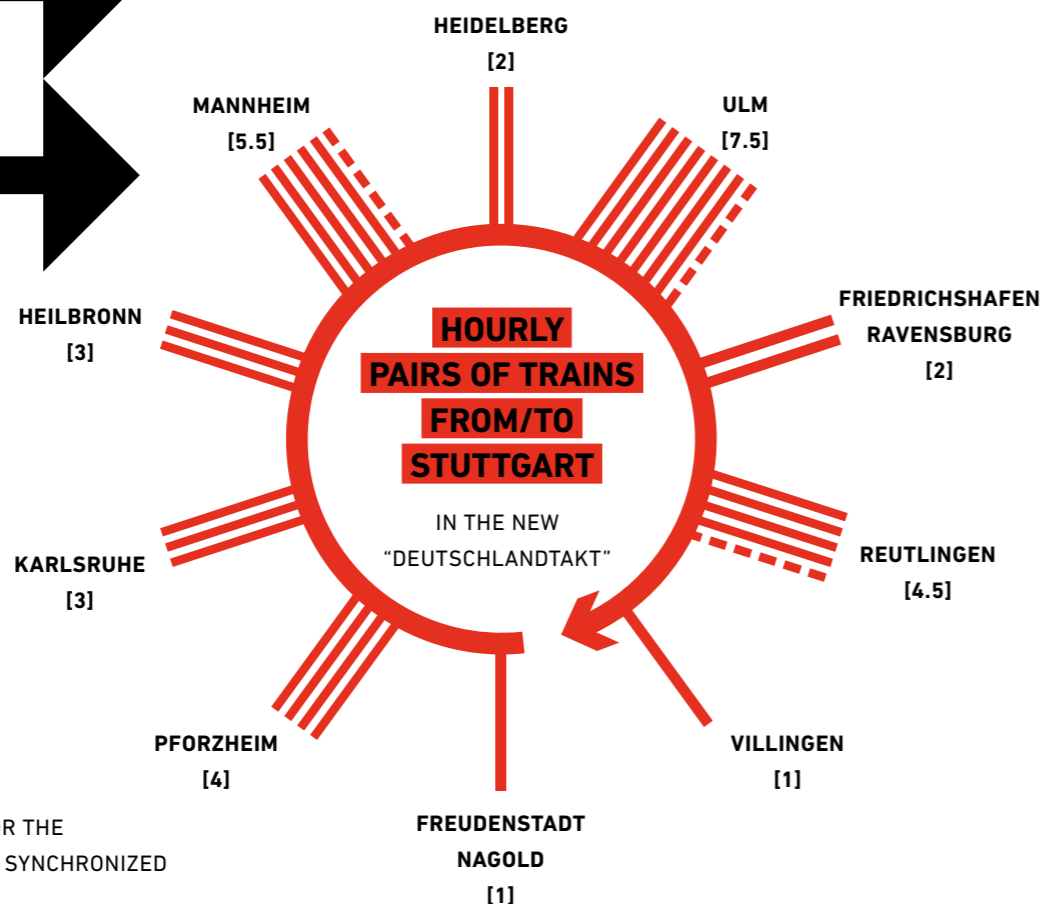 HEIDELBERG
[2]
MANNHEIM
[5.5]
ULM
[7.5]
HEILBRONN
[3]
FRIEDRICHSHAFEN
RAVENSBURG
[2]
HOURLY
PAIRS OF TRAINS
FROM/TO
STUTTGART
IN THE NEW
“DEUTSCHLANDTAKT”
KARLSRUHE
[3]
REUTLINGEN
[4.5]
PFORZHEIM
[4]
VILLINGEN
[1]
FREUDENSTADT
NAGOLD
[1]
THE
SYNCHRONIZED